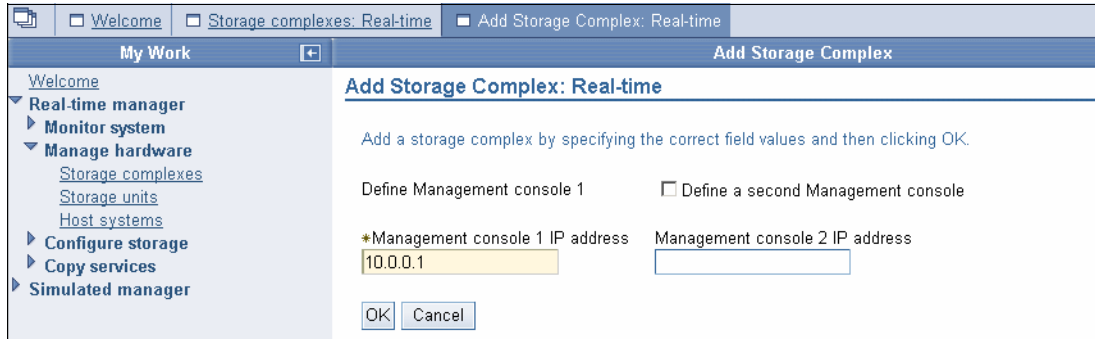 Welcome Storage complexes: Real-time Add Storage Complex: Real-time
My Work
Welcome
Real-time manager
Monitor system
Manage hardware
Storage complexes
Storage units
Host systems
Configure storage
Copy services
Simulated manager
Add Storage Complex
Add Storage Complex: Real-time
Add a storage complex by specifying the correct field values and then clicking OK.
Define Management console 1 Define a second Management console
*Management console 1 IP address Management console 2 IP address
10.0.0.1
OK Cancel